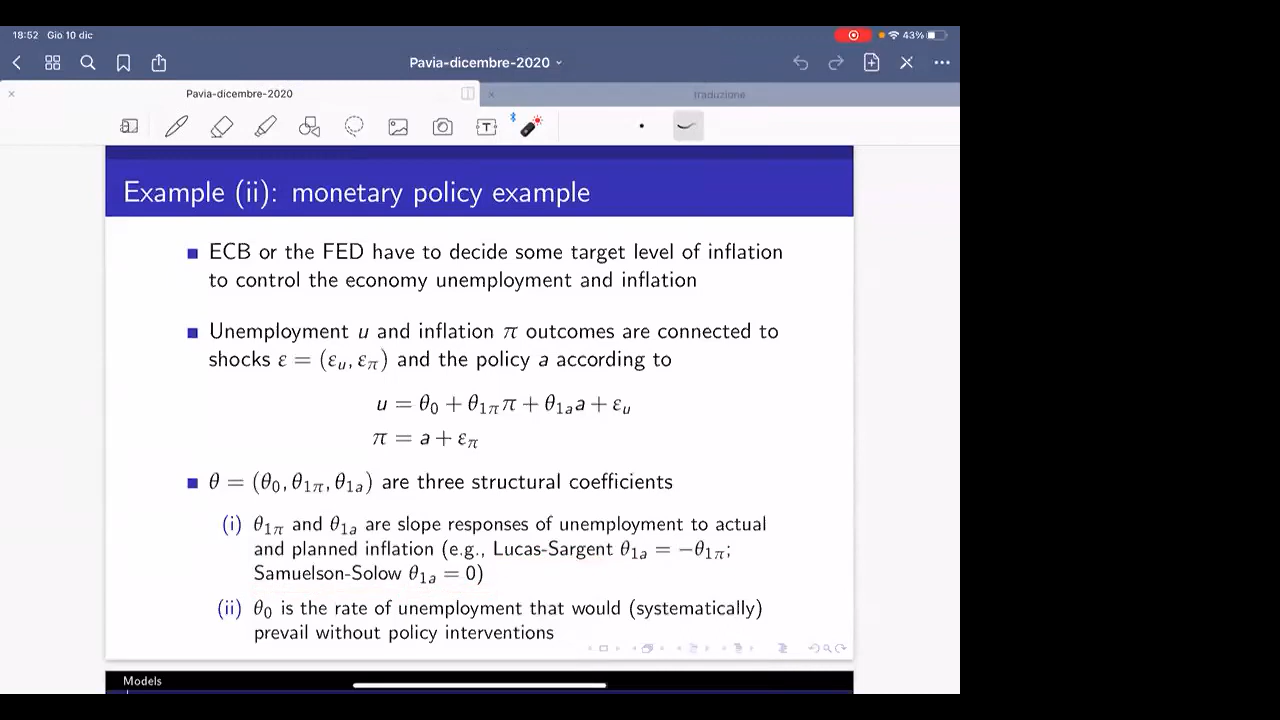 18:52 Gio 10 dic
43%
Pavia-dicembre-2020
Pavia-dicembre-2020
traduzione
Example (ii): monetary policy example
ECB or the FED have to decide some target level of inflation
to control the economy unemployment and inflation
Unemployment u and inflation π outcomes are connected to
shocks ε = (ε_u, ε_π) and the policy a according to
u = θ₀ + θ_{1π}π + θ_{1a}a + ε_u
π = a + ε_π
θ = (θ₀, θ_{1π}, θ_{1a}) are three structural coefficients
(i) θ_{1π} and θ_{1a} are slope responses of unemployment to actual
and planned inflation (e.g., Lucas-Sargent θ_{1a} = −θ_{1π};
Samuelson-Solow θ_{1a} = 0)
(ii) θ₀ is the rate of unemployment that would (systematically)
prevail without policy interventions
Models